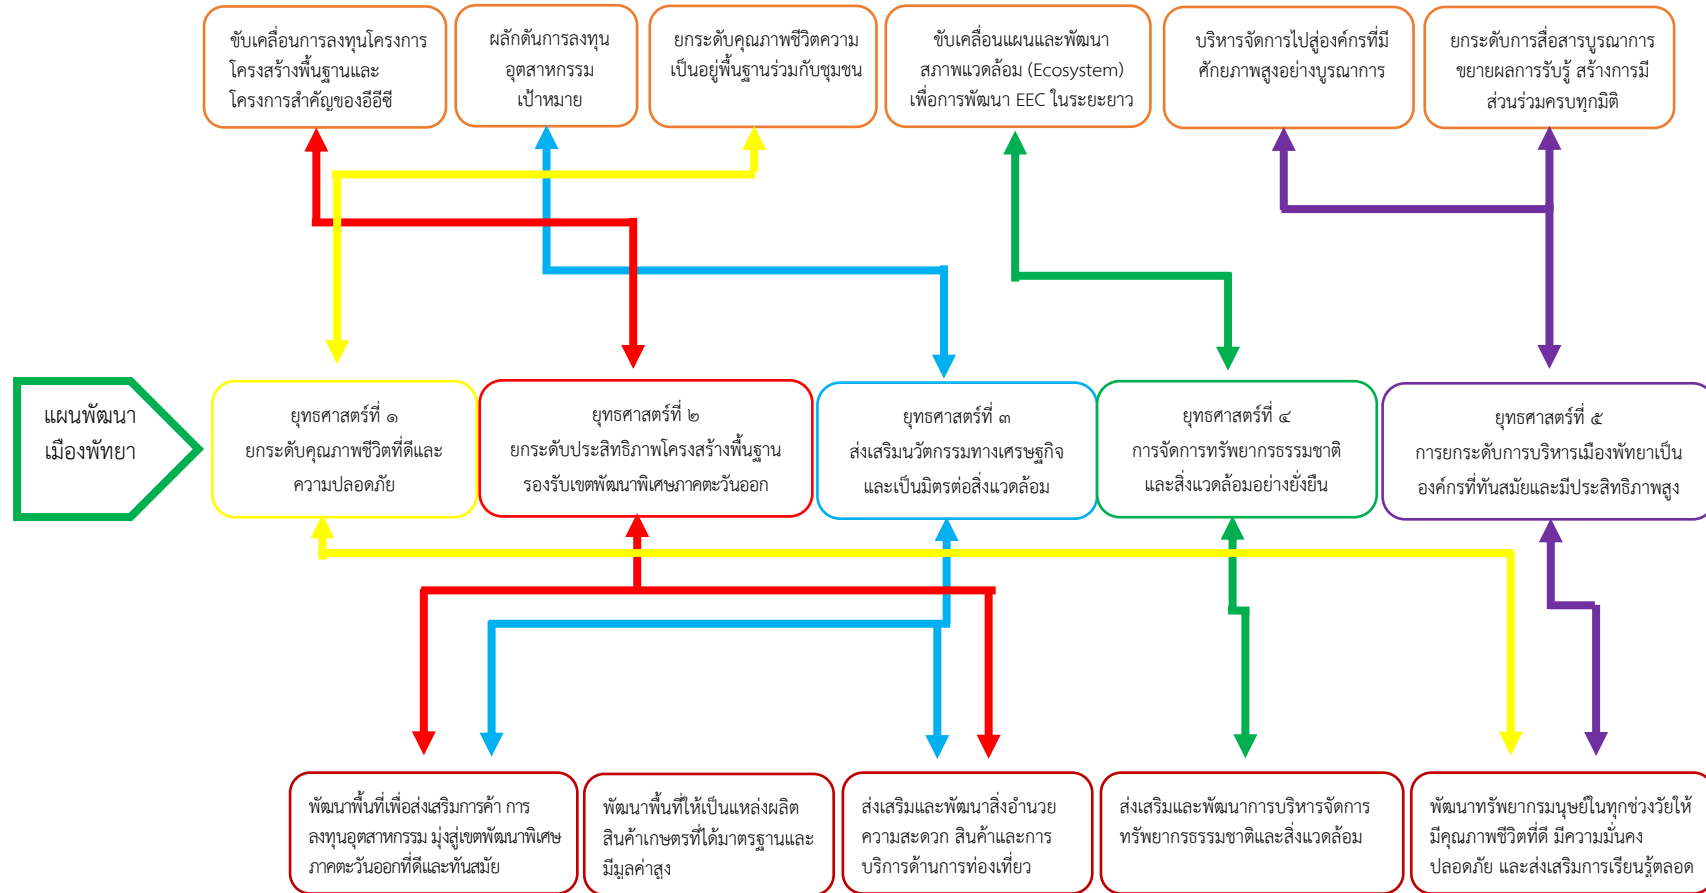 ขับเคลื่อนการลงทุนโครงการ
โครงสร้างพื้นฐานและ
โครงการสำคัญของอีอีซี
ผลักดันการลงทุน
อุตสาหกรรม
เป้าหมาย
ยกระดับคุณภาพชีวิตความ
เป็นอยู่พื้นฐานร่วมกับชุมชน
ขับเคลื่อนแผนและพัฒนา
สภาพแวดล้อม (Ecosystem)
เพื่อการพัฒนา EEC ในระยะยาว
บริหารจัดการไปสู่องค์กรที่มี
ศักยภาพสูงอย่างบูรณาการ
ยกระดับการสื่อสารบูรณาการ
ขยายผลการรับรู้ สร้างการมี
ส่วนร่วมครบทุกมิติ
แผนพัฒนา
เมืองพัทยา
ยุทธศาสตร์ที่ ๑
ยกระดับคุณภาพชีวิตที่ดีและ
ความปลอดภัย
ยุทธศาสตร์ที่ ๒
ยกระดับประสิทธิภาพโครงสร้างพื้นฐาน
รองรับเขตพัฒนาพิเศษภาคตะวันออก
ยุทธศาสตร์ที่ ๓
ส่งเสริมนวัตกรรมทางเศรษฐกิจ
และเป็นมิตรต่อสิ่งแวดล้อม
ยุทธศาสตร์ที่ ๔
การจัดการทรัพยากรธรรมชาติ
และสิ่งแวดล้อมอย่างยั่งยืน
ยุทธศาสตร์ที่ ๕
การยกระดับการบริหารเมืองพัทยาเป็น
องค์กรที่ทันสมัยและมีประสิทธิภาพสูง
พัฒนาพื้นที่เพื่อส่งเสริมการค้า การ
ลงทุนอุตสาหกรรม มุ่งสู่เขตพัฒนาพิเศษ
ภาคตะวันออกที่ดีและทันสมัย
พัฒนาพื้นที่ให้เป็นแหล่งผลิต
สินค้าเกษตรที่ได้มาตรฐานและ
มีมูลค่าสูง
ส่งเสริมและพัฒนาสิ่งอำนวย
ความสะดวก สินค้าและการ
บริการด้านการท่องเที่ยว
ส่งเสริมและพัฒนาการบริหารจัดการ
ทรัพยากรธรรมชาติและสิ่งแวดล้อม
พัฒนาทรัพยากรมนุษย์ในทุกช่วงวัยให้
มีคุณภาพชีวิตที่ดี มีความมั่นคง
ปลอดภัย และส่งเสริมการเรียนรู้ตลอด